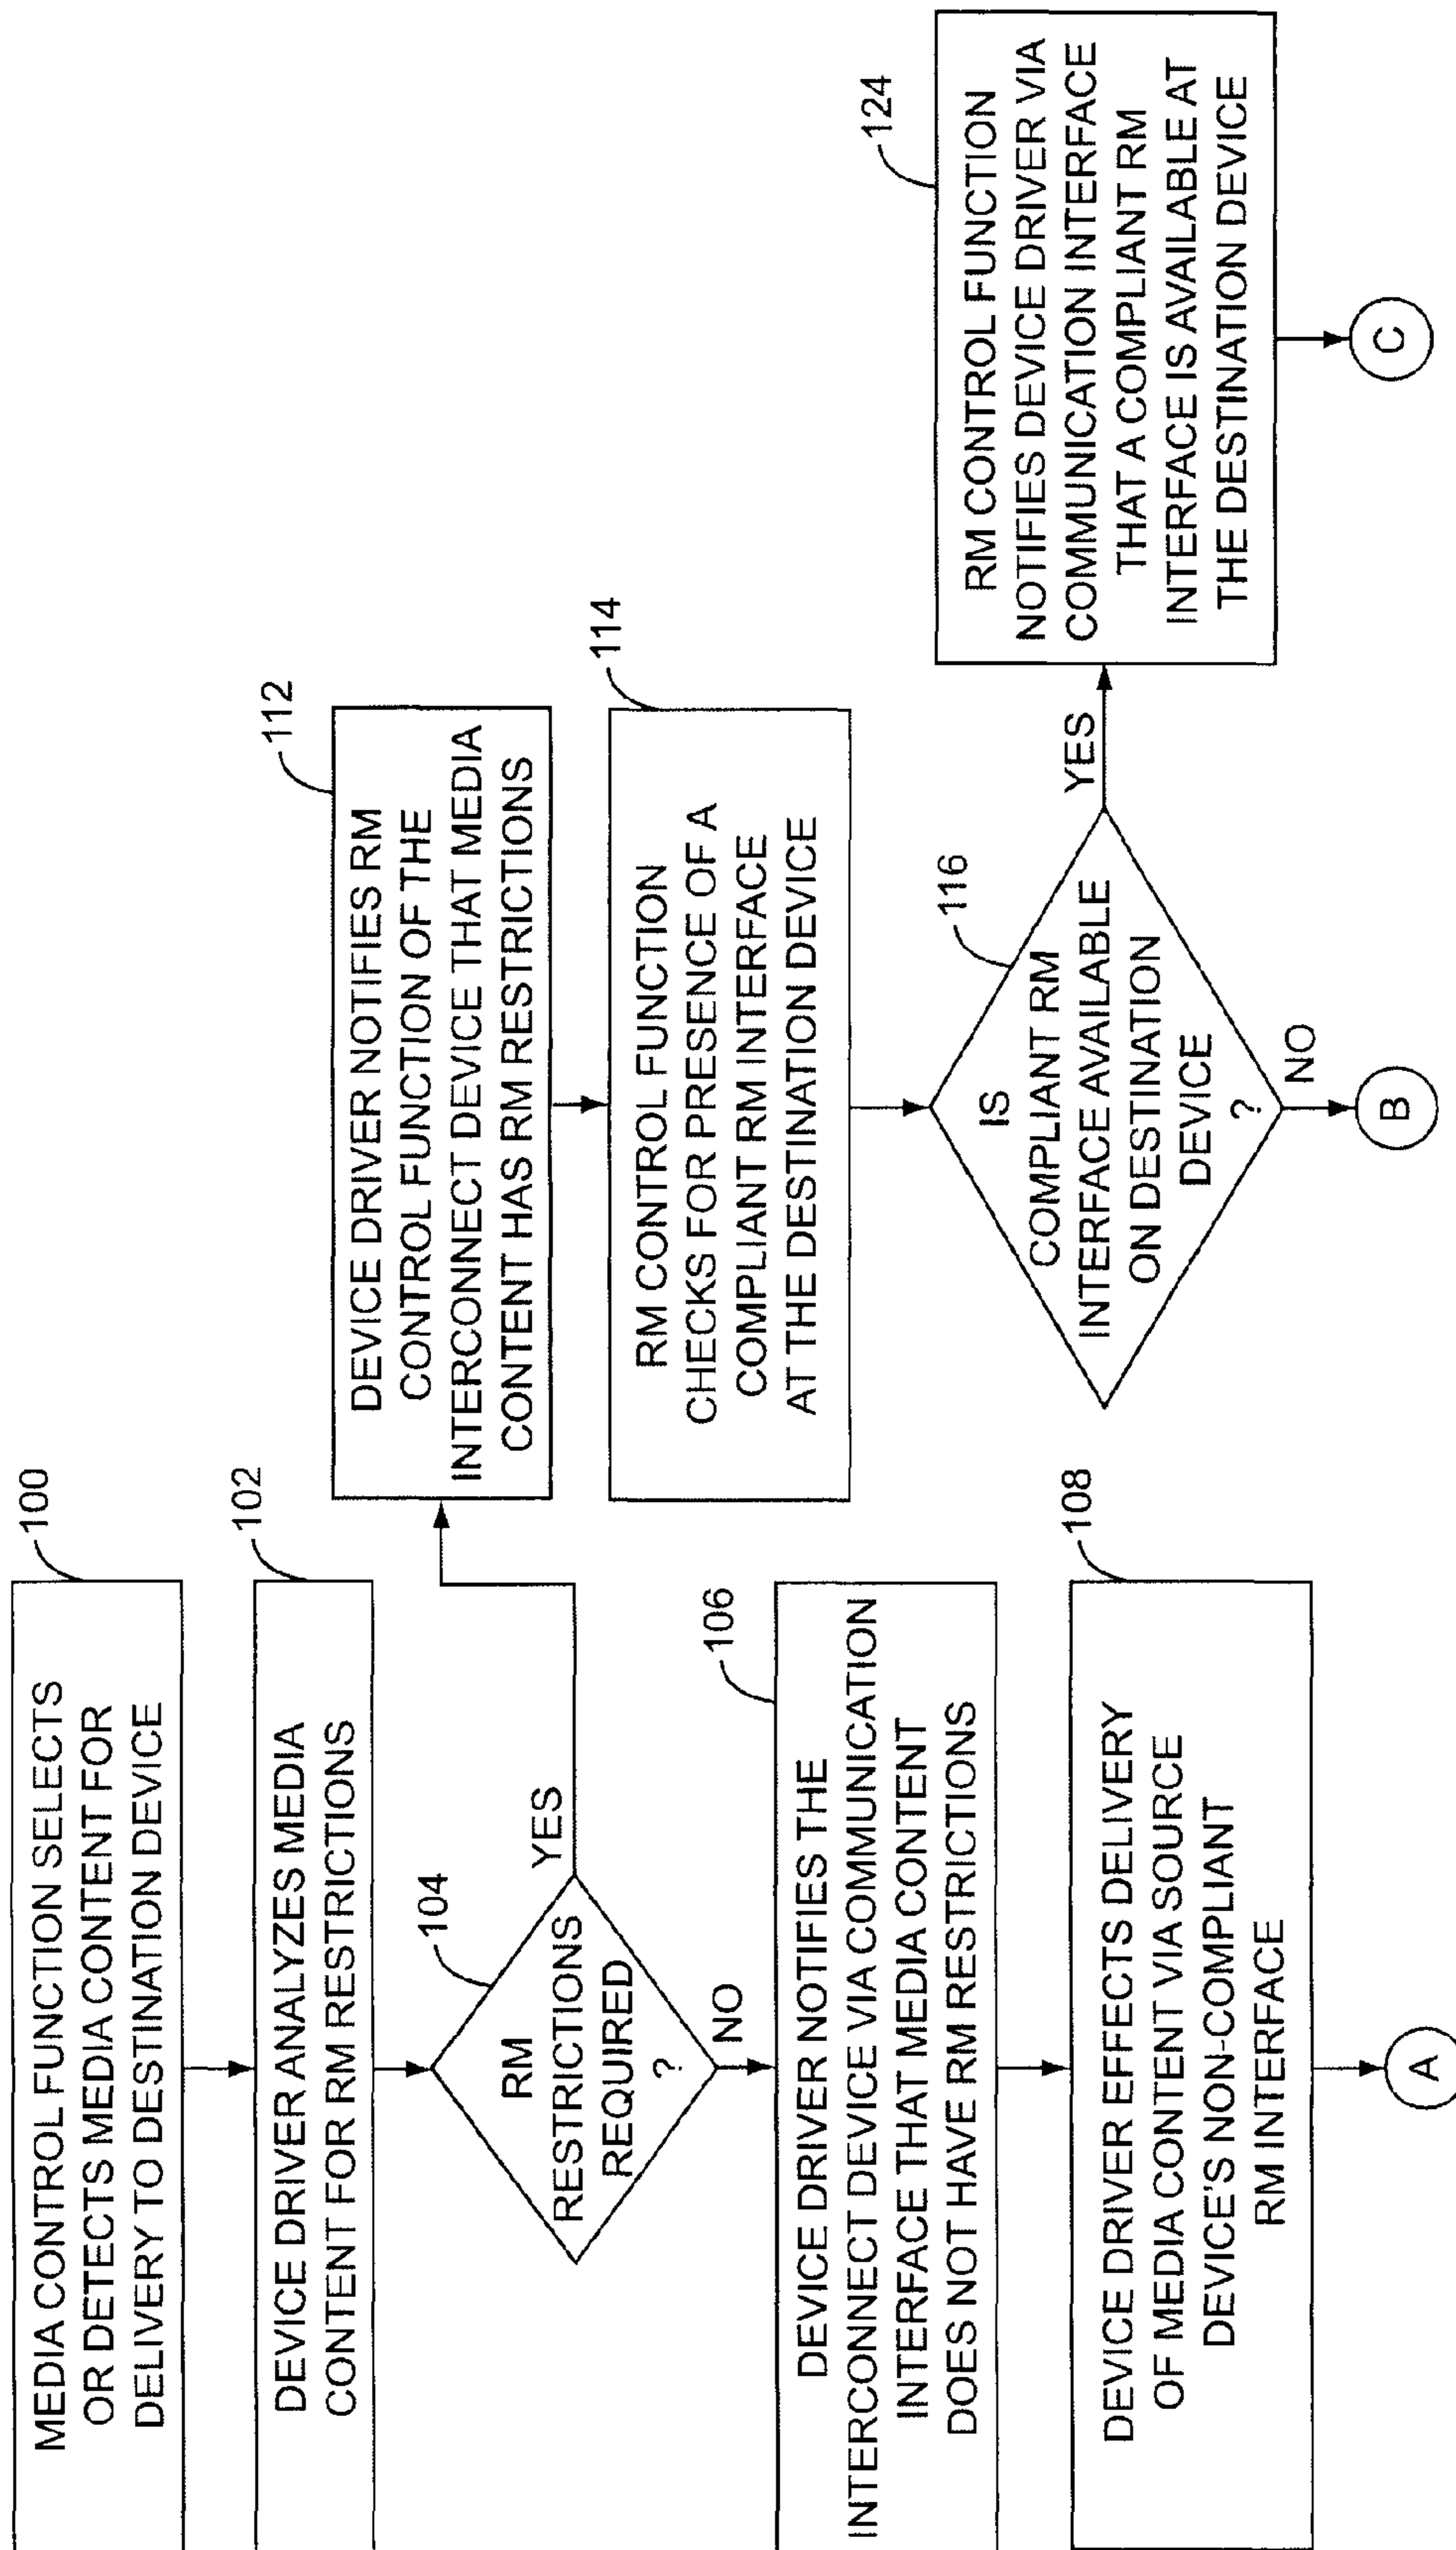 100
MEDIA CONTROL FUNCTION SELECTS
OR DETECTS MEDIA CONTENT FOR
DELIVERY TO DESTINATION DEVICE
102
DEVICE DRIVER ANALYZES MEDIA
CONTENT FOR RM RESTRICTIONS
104
RM
RESTRICTIONS
REQUIRED
?
YES
NO
106
DEVICE DRIVER NOTIFIES THE
INTERCONNECT DEVICE VIA COMMUNICATION
INTERFACE THAT MEDIA CONTENT
DOES NOT HAVE RM RESTRICTIONS
108
DEVICE DRIVER EFFECTS DELIVERY
OF MEDIA CONTENT VIA SOURCE
DEVICE'S NON-COMPLIANT
RM INTERFACE
A
112
DEVICE DRIVER NOTIFIES RM
CONTROL FUNCTION OF THE
INTERCONNECT DEVICE THAT MEDIA
CONTENT HAS RM RESTRICTIONS
114
RM CONTROL FUNCTION
CHECKS FOR PRESENCE OF A
COMPLIANT RM INTERFACE
AT THE DESTINATION DEVICE
116
IS
COMPLIANT RM
INTERFACE AVAILABLE
ON DESTINATION
DEVICE
?
YES
NO
B
124
RM CONTROL FUNCTION
NOTIFIES DEVICE DRIVER VIA
COMMUNICATION INTERFACE
THAT A COMPLIANT RM
INTERFACE IS AVAILABLE AT
THE DESTINATION DEVICE
C